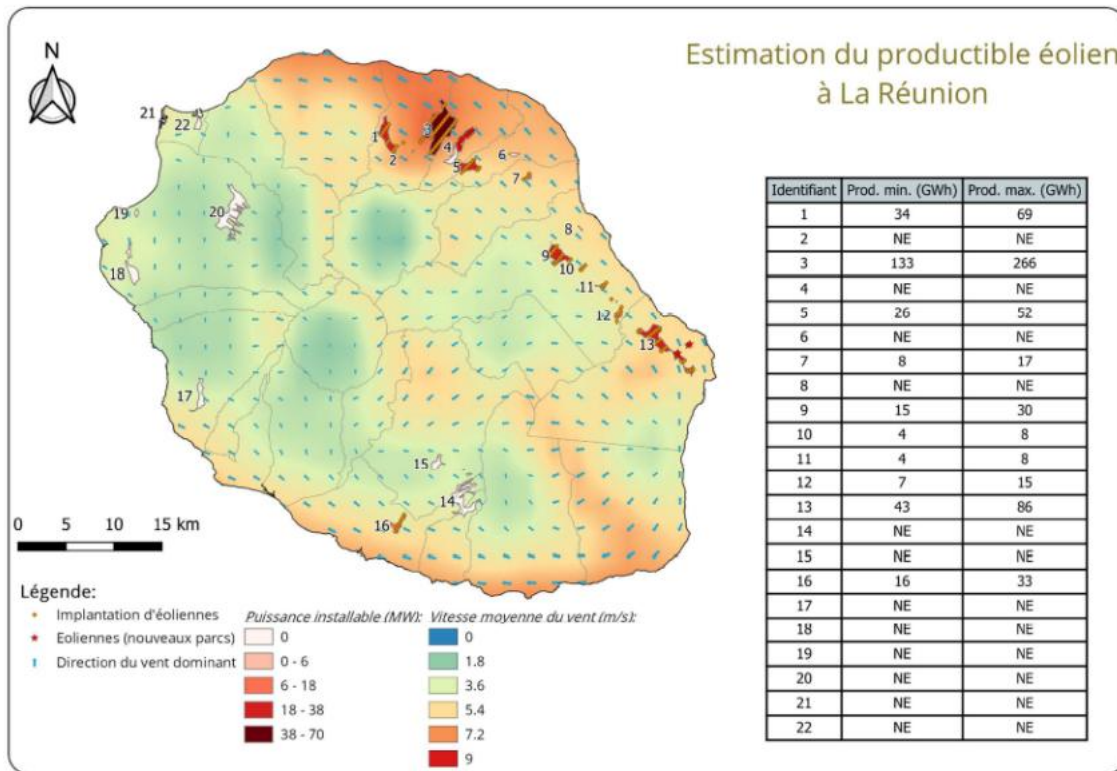 Estimation du productible éolien
à La Réunion
N
21
22
1
2
3
4
5
6
7
20
19
18
8
9
10
11
12
13
17
15
14
16
0 5 10 15 km
Légende:
Implantation d'éoliennes
Eoliennes (nouveaux parcs)
Direction du vent dominant
Puissance installable (MW):
0
0 - 6
6 - 18
18 - 38
38 - 70
Vitesse moyenne du vent (m/s):
0
1.8
3.6
5.4
7.2
9
Identifiant Prod. min. (GWh) Prod. max. (GWh)
1 34 69
2 NE NE
3 133 266
4 NE NE
5 26 52
6 NE NE
7 8 17
8 NE NE
9 15 30
10 4 8
11 4 8
12 7 15
13 43 86
14 NE NE
15 NE NE
16 16 33
17 NE NE
18 NE NE
19 NE NE
20 NE NE
21 NE NE
22 NE NE